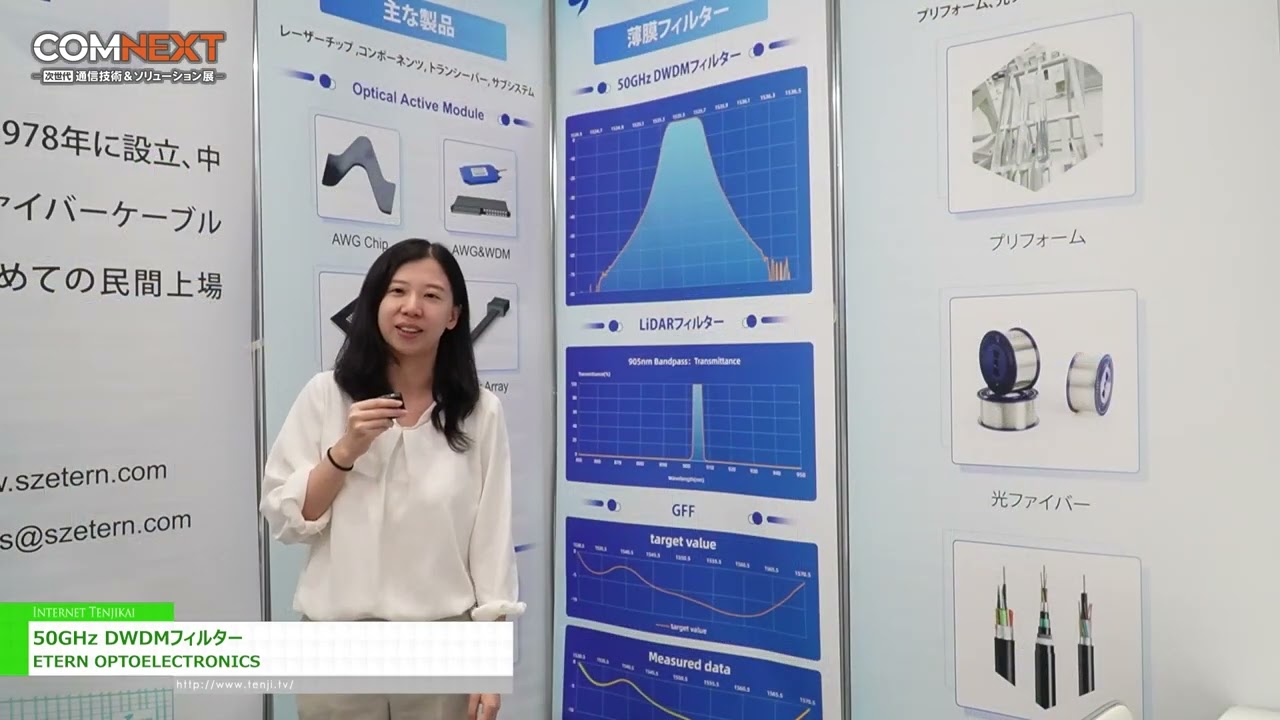 COMNEXT
次世代 通信技術&ソリューション展
978年に設立、中
ァイバーケーブル
めての民間上場
w.szetern.com
s@szetern.com
主な製品
レーザーチップ,コンポーネンツ,トランシーバー,サブシステム
Optical Active Module
AWG Chip
AWG&WDM
Array
薄膜フィルター
50GHz DWDMフィルター
LiDARフィルター
905nm Bandpass: Transmittance
Transmittance(%)
Wavelength(nm)
GFF
target value
target value
Measured data
プリフォーム
光ファイバー
INTERNET TENJIKAI
50GHz DWDMフィルター
ETERN OPTOELECTRONICS
http://www.tenji.tv/